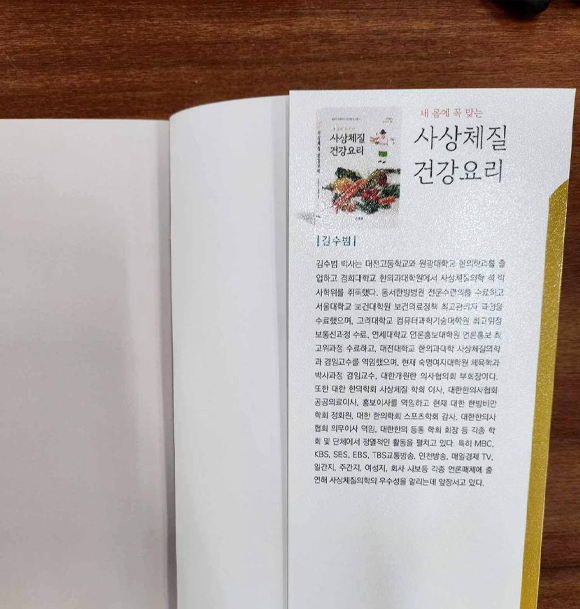 내 몸에 꼭 맞는
사상체질
건강요리
사상체질
건강요리
|김수범|
김수범 박사는 대전고등학교와 원광대학교 한의학과를 졸
업하고 경희대학교 한의과대학원에서 사상체질의학 석·박
사학위를 취득했다. 동서한방병원 전문수련의를 수료하고
서울대학교 보건대학원 보건의료정책 최고관리자 과정을
수료했으며, 고려대학교 컴퓨터과학기술대학원 최고위정
보통신과정 수료, 연세대학교 언론홍보대학원 언론홍보 최
고위과정 수료하고, 대전대학교 한의과대학 사상체질의학
과 겸임교수를 역임했으며, 현재 숙명여자대학원 체육학과
박사과정 겸임교수, 대한개원한 의사협의회 부회장이다.
또한 대한 한의학회 사상체질 학회 이사, 대한한의사협회
공공의료이사, 홍보이사를 역임하고 현재 대한 한방비만
학회 정회원, 대한 한의학회 스포츠학회 감사, 대한한의사
협회 의무이사 역임, 대한한의 동통 학회 회장 등 각종 학
회 및 단체에서 정열적인 활동을 펼치고 있다. 특히 MBC,
KBS, SBS, EBS, TBS교통방송, 인천방송, 매일경제 TV,
일간지, 주간지, 여성지, 회사 사보등 각종 언론매체에 출
연해 사상체질의학의 우수성을 알리는데 앞장서고 있다.